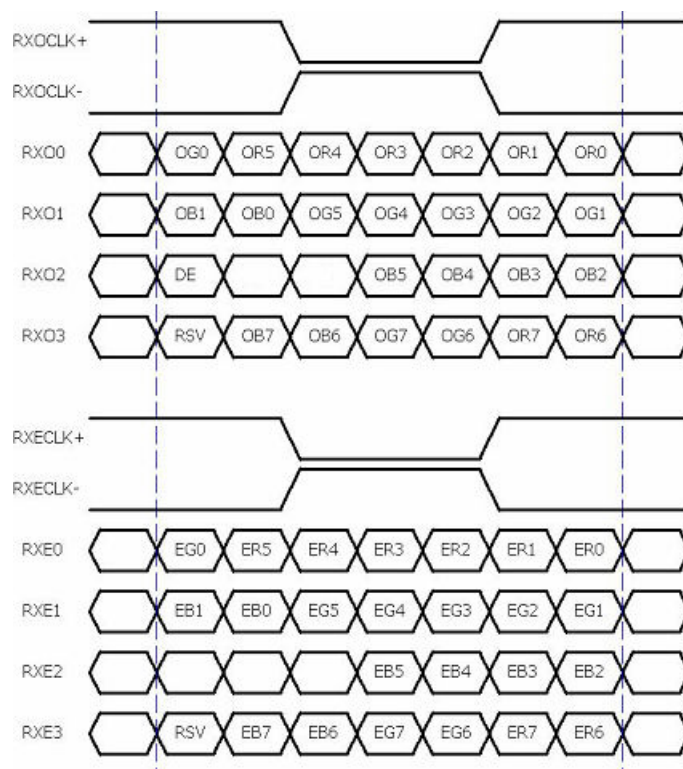 RXOCLK+
RXOCLK-
RXO0 OG0 OR5 OR4 OR3 OR2 OR1 OR0
RXO1 OB1 OB0 OG5 OG4 OG3 OG2 OG1
RXO2 DE OB5 OB4 OB3 OB2
RXO3 RSV OB7 OB6 OG7 OG6 OR7 OR6
RXECLK+
RXECLK-
RXE0 EG0 ER5 ER4 ER3 ER2 ER1 ER0
RXE1 EB1 EB0 EG5 EG4 EG3 EG2 EG1
RXE2 EB5 EB4 EB3 EB2
RXE3 RSV EB7 EB6 EG7 EG6 ER7 ER6